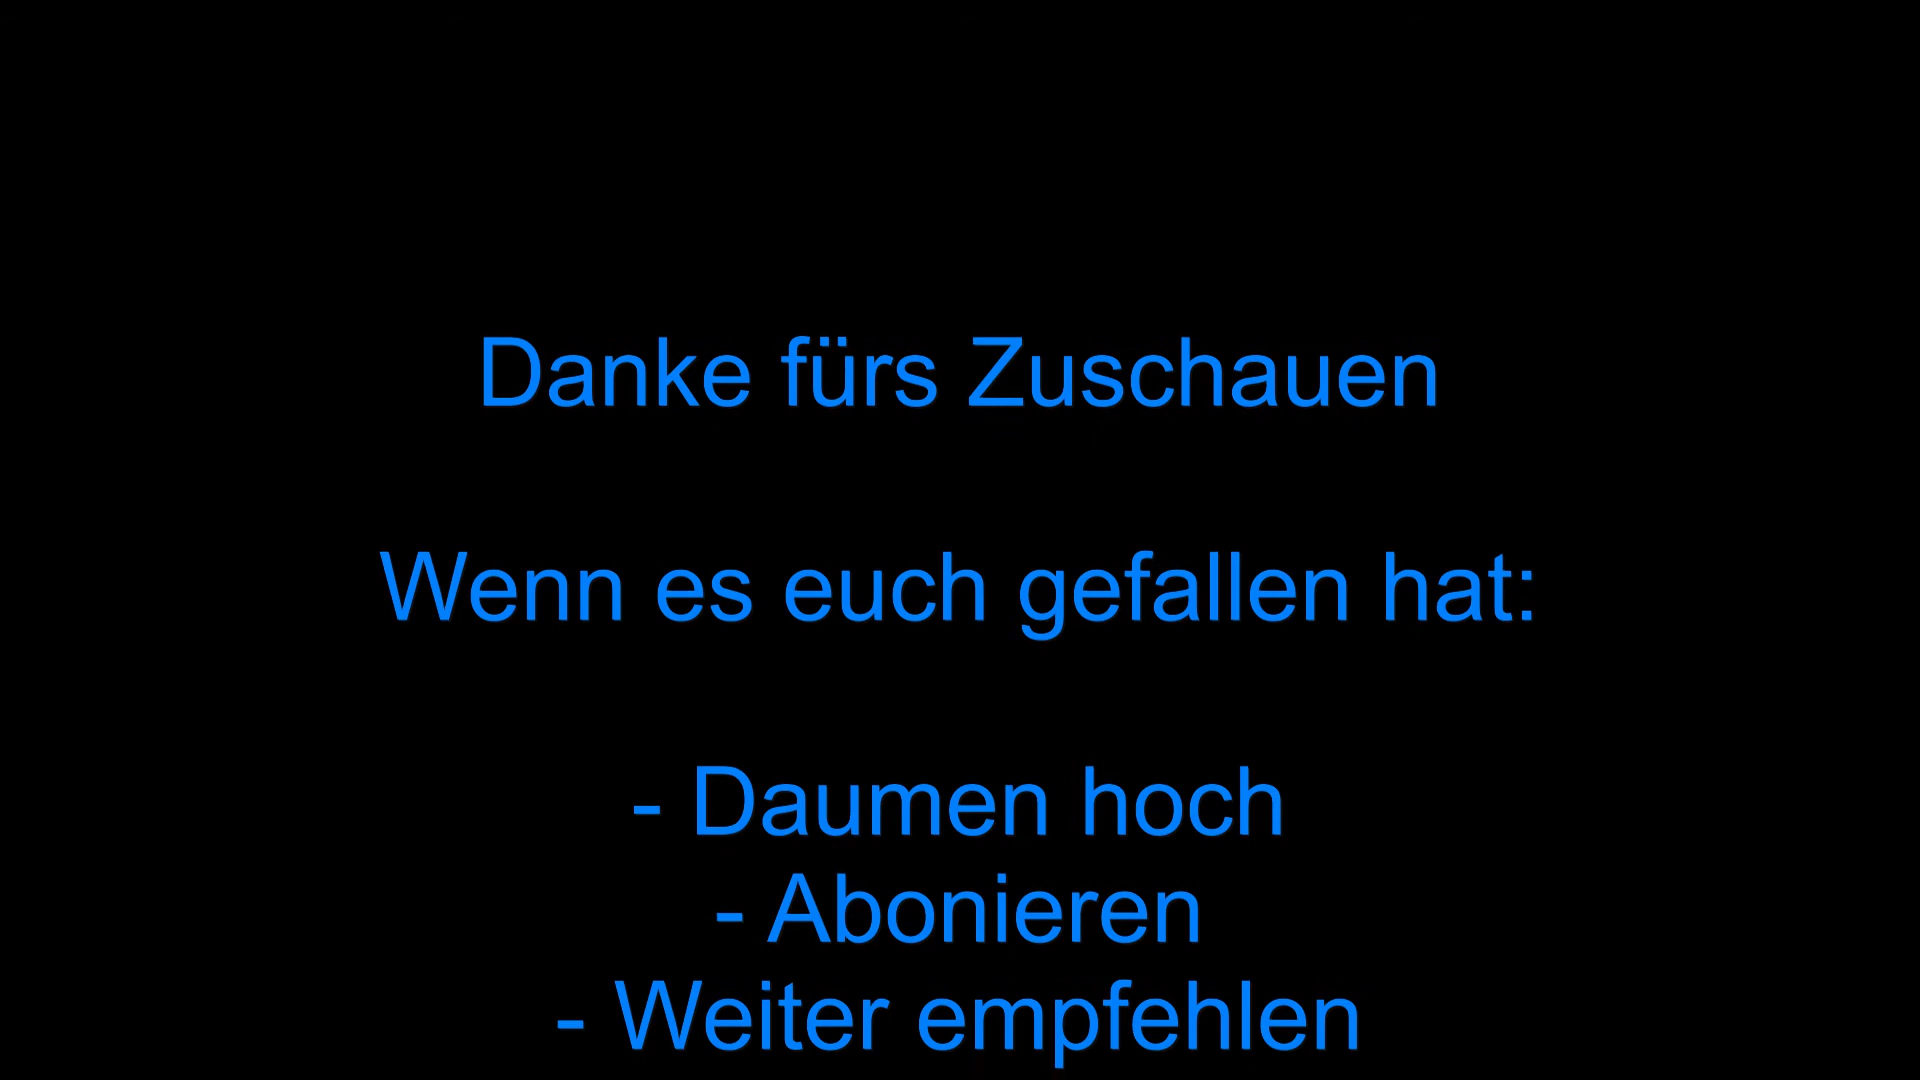 Danke fürs Zuschauen
Wenn es euch gefallen hat:
- Daumen hoch
- Abonieren
- Weiter empfehlen